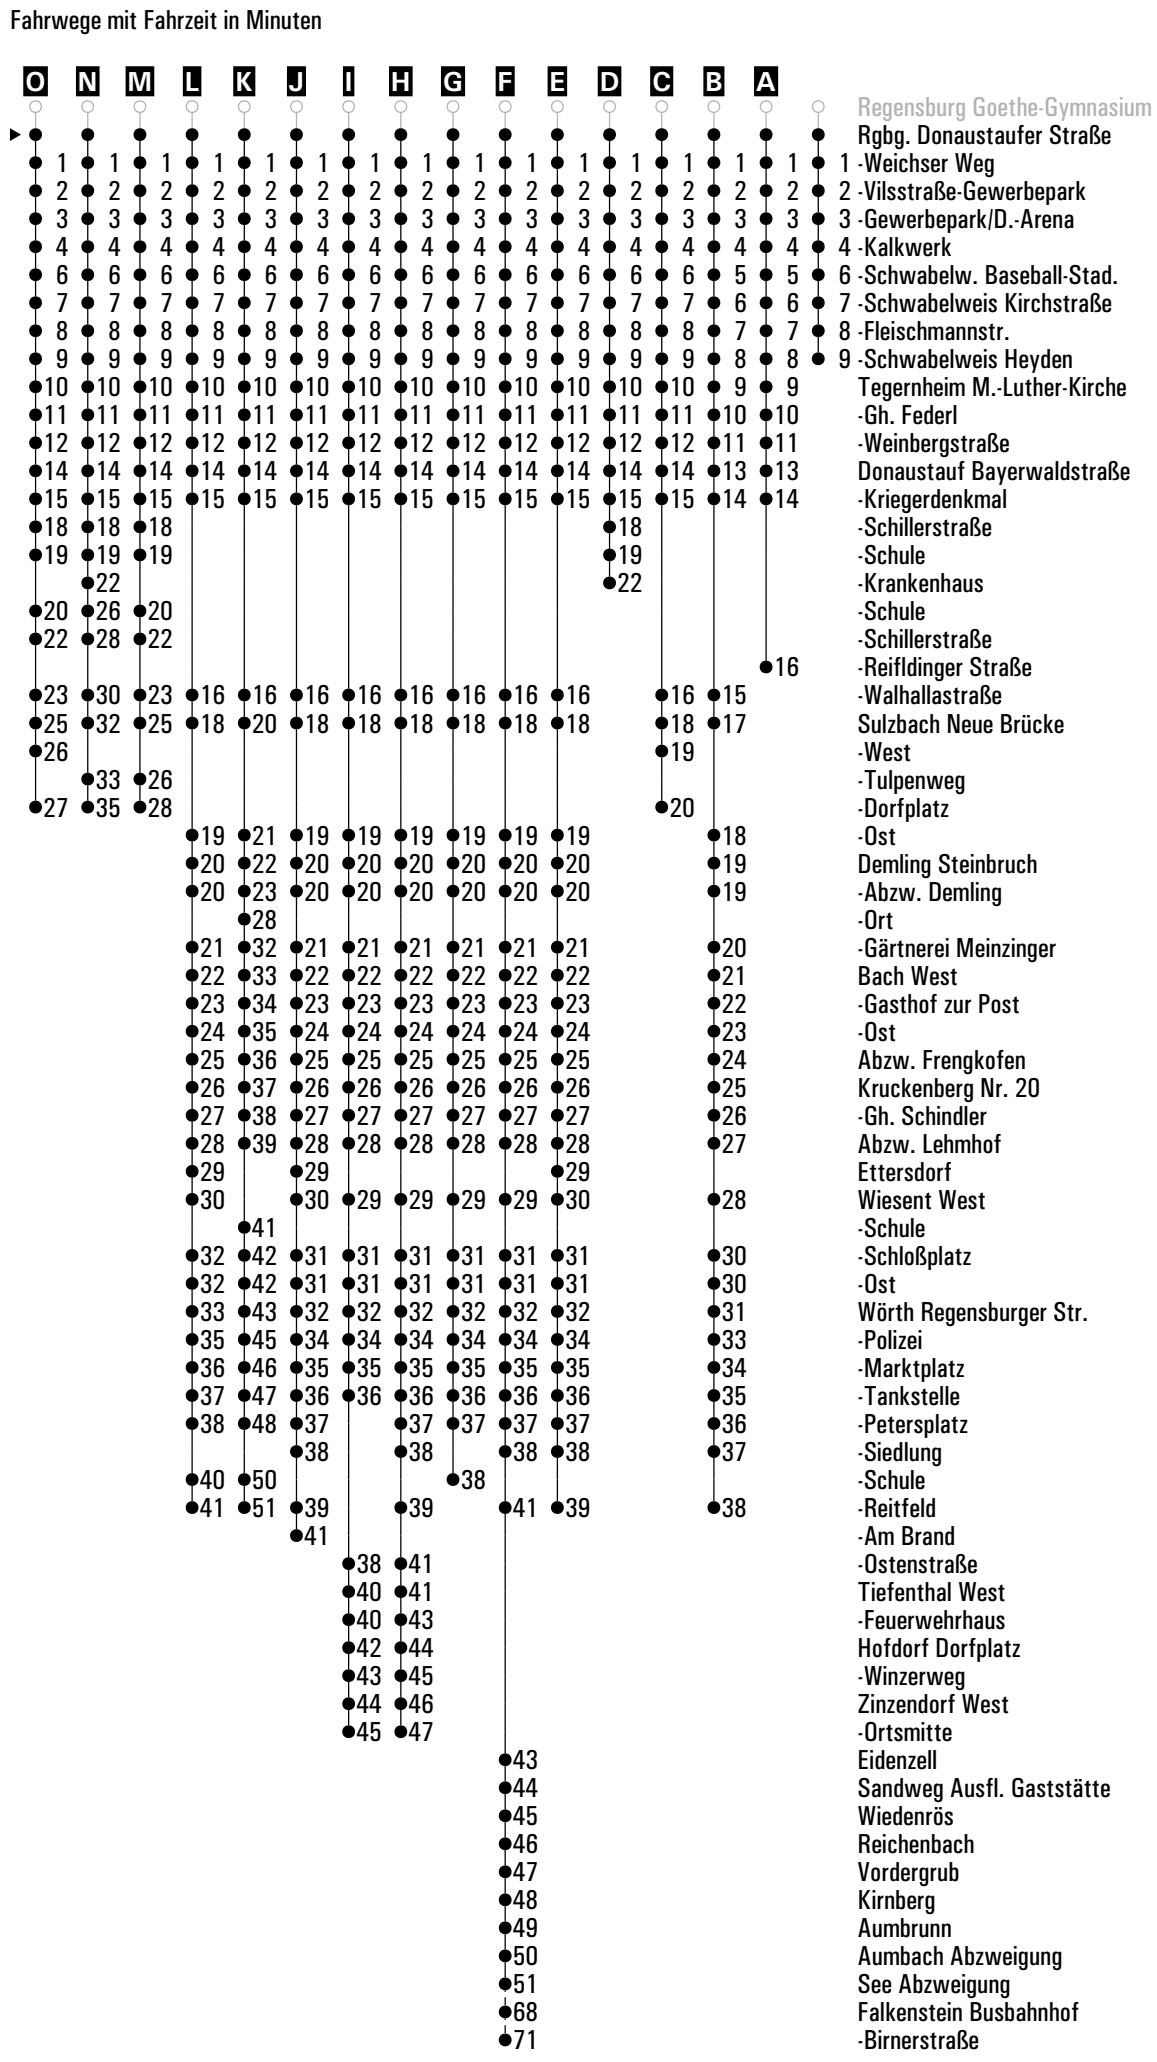 Fahrwege mit Fahrzeit in Minuten
O N M L K J I H G F E D C B A
Regensburg Goethe-Gymnasium
Rgbg. Donaustaufer Straße
1 1 1 1 1 1 1 1 1 1 1 1 1 1 1 1 -Weichser Weg
2 2 2 2 2 2 2 2 2 2 2 2 2 2 2 2 -Vilsstraße-Gewerbepark
3 3 3 3 3 3 3 3 3 3 3 3 3 3 3 3 -Gewerbepark/D.-Arena
4 4 4 4 4 4 4 4 4 4 4 4 4 4 4 4 -Kalkwerk
6 6 6 6 6 6 6 6 6 6 6 6 6 5 5 6 -Schwabelw. Baseball-Stad.
7 7 7 7 7 7 7 7 7 7 7 7 7 6 6 7 -Schwabelweis Kirchstraße
8 8 8 8 8 8 8 8 8 8 8 8 8 7 7 8 -Fleischmannstr.
9 9 9 9 9 9 9 9 9 9 9 9 9 8 8 9 -Schwabelweis Heyden
10 10 10 10 10 10 10 10 10 10 10 10 10 9 9 Tegernheim M.-Luther-Kirche
11 11 11 11 11 11 11 11 11 11 11 11 11 10 10 -Gh. Federl
12 12 12 12 12 12 12 12 12 12 12 12 12 11 11 -Weinbergstraße
14 14 14 14 14 14 14 14 14 14 14 14 14 13 13 Donaustauf Bayerwaldstraße
15 15 15 15 15 15 15 15 15 15 15 15 15 14 14 -Kriegerdenkmal
18 18 18 18 -Schillerstraße
19 19 19 19 -Schule
22 22 -Krankenhaus
20 26 20 -Schule
22 28 22 -Schillerstraße
16 -Reifldinger Straße
23 30 23 16 16 16 16 16 16 16 16 16 15 -Walhallastraße
25 32 25 18 20 18 18 18 18 18 18 18 17 Sulzbach Neue Brücke
26 19 -West
33 26 -Tulpenweg
27 35 28 20 -Dorfplatz
19 21 19 19 19 19 19 19 18 -Ost
20 22 20 20 20 20 20 20 19 Demling Steinbruch
20 23 20 20 20 20 20 20 19 -Abzw. Demling
28 -Ort
21 32 21 21 21 21 21 21 20 -Gärtnerei Meinzinger
22 33 22 22 22 22 22 22 21 Bach West
23 34 23 23 23 23 23 23 22 -Gasthof zur Post
24 35 24 24 24 24 24 24 23 -Ost
25 36 25 25 25 25 25 25 24 Abzw. Frengkofen
26 37 26 26 26 26 26 26 25 Kruckenberg Nr. 20
27 38 27 27 27 27 27 27 26 -Gh. Schindler
28 39 28 28 28 28 28 28 27 Abzw. Lehmhof
29 29 29 Ettersdorf
30 30 29 29 29 29 30 28 Wiesent West
41 -Schule
32 42 31 31 31 31 31 31 30 -Schloßplatz
32 42 31 31 31 31 31 31 30 -Ost
33 43 32 32 32 32 32 32 31 Wörth Regensburger Str.
35 45 34 34 34 34 34 34 33 -Polizei
36 46 35 35 35 35 35 35 34 -Marktplatz
37 47 36 36 36 36 36 36 35 -Tankstelle
38 48 37 37 37 37 37 36 -Petersplatz
38 38 38 38 37 -Siedlung
40 50 38 -Schule
41 51 39 39 41 39 38 -Reitfeld
41 -Am Brand
38 41 -Ostenstraße
40 41 Tiefenthal West
40 43 -Feuerwehrhaus
42 44 Hofdorf Dorfplatz
43 45 -Winzerweg
44 46 Zinzendorf West
45 47 -Ortsmitte
43 Eidenzell
44 Sandweg Ausfl. Gaststätte
45 Wiedenrös
46 Reichenbach
47 Vordergrub
48 Kirnberg
49 Aumbrunn
50 Aumbach Abzweigung
51 See Abzweigung
68 Falkenstein Busbahnhof
71 -Birnerstraße